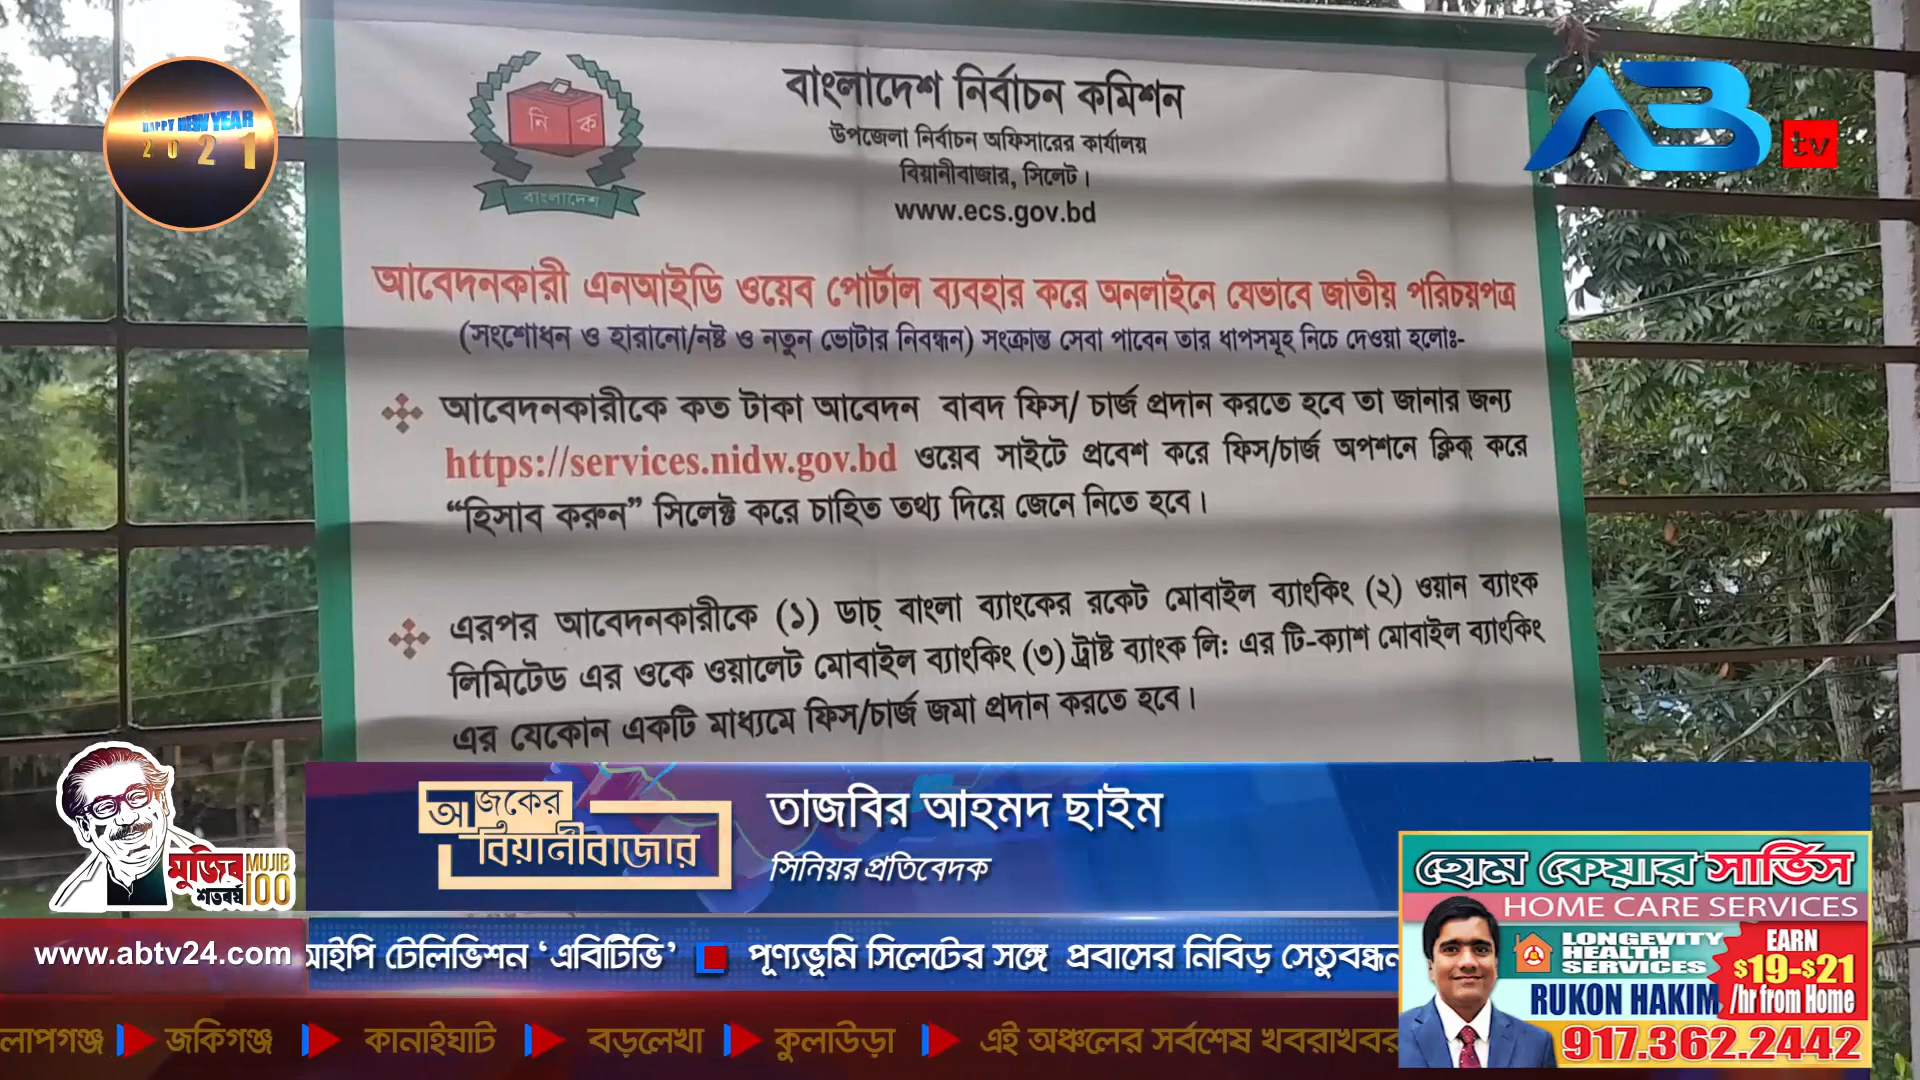 HAPPY NEW YEAR
2021
AB tv
নি ক
বাংলাদেশ
বাংলাদেশ নির্বাচন কমিশন
উপজেলা নির্বাচন অফিসারের কার্যালয়
বিয়ানীবাজার, সিলেট।
www.ecs.gov.bd
আবেদনকারী এনআইডি ওয়েব পোর্টাল ব্যবহার করে অনলাইনে যেভাবে জাতীয় পরিচয়পত্র
(সংশোধন ও হারানো/নষ্ট ও নতুন ভোটার নিবন্ধন) সংক্রান্ত সেবা পাবেন তার ধাপসমূহ নিচে দেওয়া হলোঃ-
আবেদনকারীকে কত টাকা আবেদন বাবদ ফিস/ চার্জ প্রদান করতে হবে তা জানার জন্য
https://services.nidw.gov.bd ওয়েব সাইটে প্রবেশ করে ফিস/চার্জ অপশনে ক্লিক করে
“হিসাব করুন” সিলেক্ট করে চাহিত তথ্য দিয়ে জেনে নিতে হবে।
এরপর আবেদনকারীকে (১) ডাচ্ বাংলা ব্যাংকের রকেট মোবাইল ব্যাংকিং (২) ওয়ান ব্যাংক
লিমিটেড এর ওকে ওয়ালেট মোবাইল ব্যাংকিং (৩) ট্রাষ্ট ব্যাংক লি: এর টি-ক্যাশ মোবাইল ব্যাংকিং
এর যেকোন একটি মাধ্যমে ফিস/চার্জ জমা প্রদান করতে হবে।
মুজিব
শতবর্ষ
MUJIB
100
আজকের
বিয়ানীবাজার
তাজবির আহমদ ছাইম
সিনিয়র প্রতিবেদক
হোম কেয়ার সার্ভিস
HOME CARE SERVICES
LONGEVITY
HEALTH
SERVICES
EARN
$19-$21
/hr from Home
RUKON HAKIM
917.362.2442
www.abtv24.com
আইপি টেলিভিশন ‘এবিটিভি’ পূণ্যভূমি সিলেটের সঙ্গে প্রবাসের নিবিড় সেতুবন্ধন
লাপগঞ্জ জকিগঞ্জ কানাইঘাট বড়লেখা কুলাউড়া এই অঞ্চলের সর্বশেষ খবরাখবর